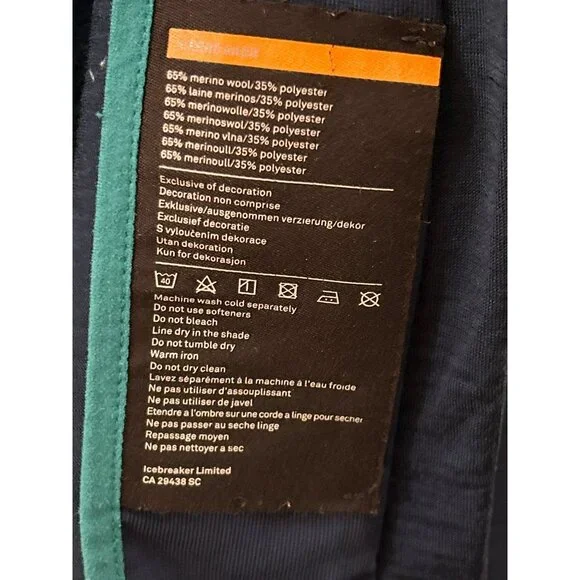 65% merino wool/35% polyester
65% laine merinos/35% polyester
65% merinowolle/35% polyester
65% merinoswol/35% polyester
65% merino vlna/35% polyester
65% merinoull/35% polyester
65% merinoull/35% polyester
Exclusive of decoration
Decoration non comprise
Exklusive/ausgenommen verzierung/dekor
Exclusief decoratie
S vyloučením dekorace
Utan dekoration
Kun for dekorasjon
40
Machine wash cold separately
Do not use softeners
Do not bleach
Line dry in the shade
Do not tumble dry
Warm iron
Do not dry clean
Lavez séparément à la machine à l'eau froide
Ne pas utiliser d'assouplissant
Ne pas utiliser de javel
Etendre a l'ombre sur une corde a linge pour secher
Ne pas passer au seche linge
Repassage moyen
Ne pas nettoyer a sec
Icebreaker Limited
CA 29438 SC